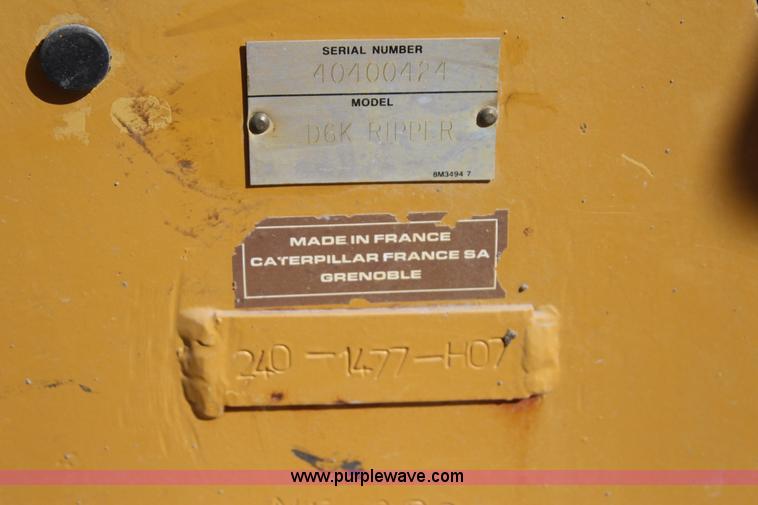 SERIAL NUMBER
40400424
MODEL
D6K RIPPER
8M3494 7
MADE IN FRANCE
CATERPILLAR FRANCE SA
GRENOBLE
240-1477-H07
www.purplewave.com